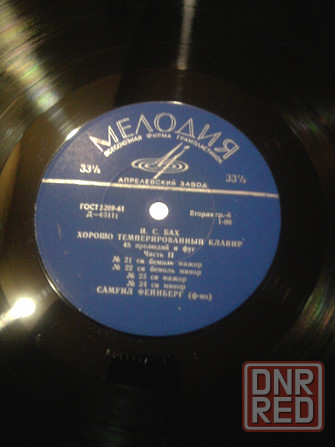 МЕЛОДИЯ
ВСЕСОЮЗНАЯ ФИРМА ГРАМПЛАСТИНОК
33⅓ 33⅓
АПРЕЛЕВСКИЙ ЗАВОД
ГОСТ 5289-61 Вторая гр.-4
1-00
И. С. БАХ
ХОРОШО ТЕМПЕРИРОВАННЫЙ КЛАВИР
48 прелюдий и фуг
Часть II
№ 21 си бемоль мажор
№ 22 си бемоль минор
№ 23 си мажор
№ 24 си минор
САМУИЛ ФЕЙНБЕРГ (ф-но)
DNR
RED